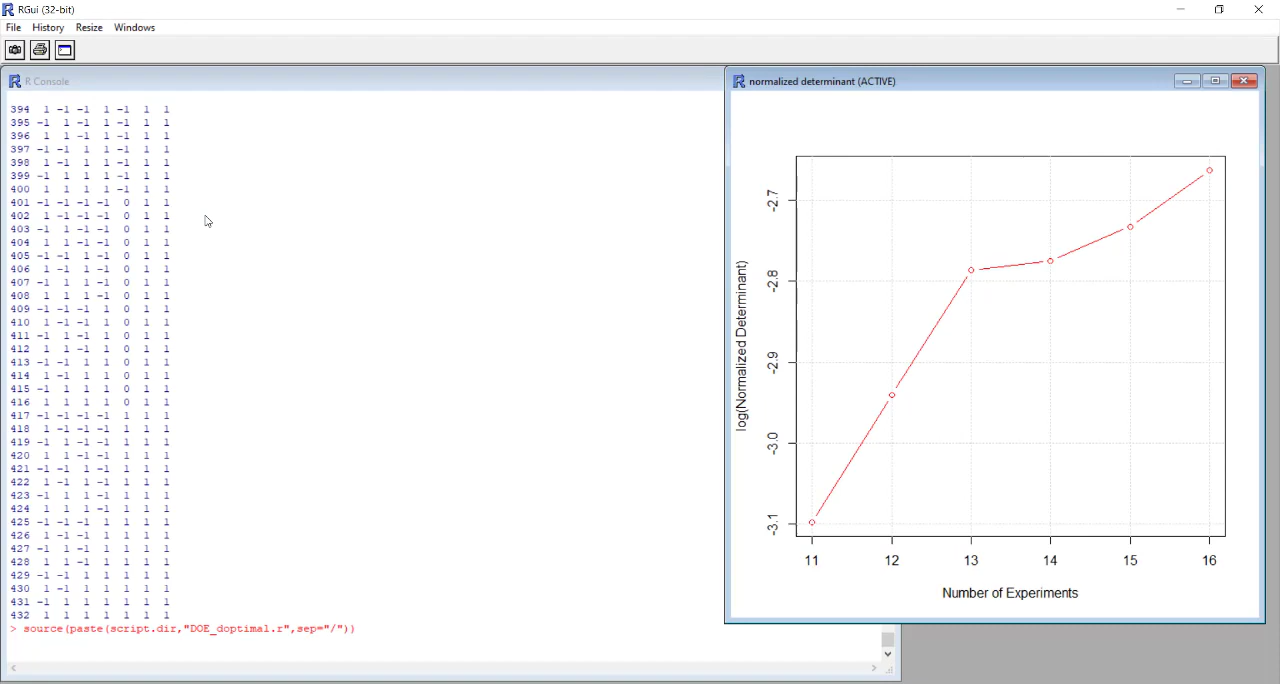 RGui (32-bit)
File History Resize Windows
R Console
394 1 -1 -1 1 -1 1 1
395 -1 1 -1 1 -1 1 1
396 1 1 -1 1 -1 1 1
397 -1 -1 1 1 -1 1 1
398 1 -1 1 1 -1 1 1
399 -1 1 1 1 -1 1 1
400 1 1 1 1 -1 1 1
401 -1 -1 -1 -1 0 1 1
402 1 -1 -1 -1 0 1 1
403 -1 1 -1 -1 0 1 1
404 1 1 -1 -1 0 1 1
405 -1 -1 1 -1 0 1 1
406 1 -1 1 -1 0 1 1
407 -1 1 1 -1 0 1 1
408 1 1 1 -1 0 1 1
409 -1 -1 -1 1 0 1 1
410 1 -1 -1 1 0 1 1
411 -1 1 -1 1 0 1 1
412 1 1 -1 1 0 1 1
413 -1 -1 1 1 0 1 1
414 1 -1 1 1 0 1 1
415 -1 1 1 1 0 1 1
416 1 1 1 1 0 1 1
417 -1 -1 -1 -1 1 1 1
418 1 -1 -1 -1 1 1 1
419 -1 1 -1 -1 1 1 1
420 1 1 -1 -1 1 1 1
421 -1 -1 1 -1 1 1 1
422 1 -1 1 -1 1 1 1
423 -1 1 1 -1 1 1 1
424 1 1 1 -1 1 1 1
425 -1 -1 -1 1 1 1 1
426 1 -1 -1 1 1 1 1
427 -1 1 -1 1 1 1 1
428 1 1 -1 1 1 1 1
429 -1 -1 1 1 1 1 1
430 1 -1 1 1 1 1 1
431 -1 1 1 1 1 1 1
432 1 1 1 1 1 1 1
> source(paste(script.dir,"DOE_doptimal.r",sep="/"))
normalized determinant (ACTIVE)
log(Normalized Determinant)
-2.7
-2.8
-2.9
-3.0
-3.1
11 12 13 14 15 16
Number of Experiments